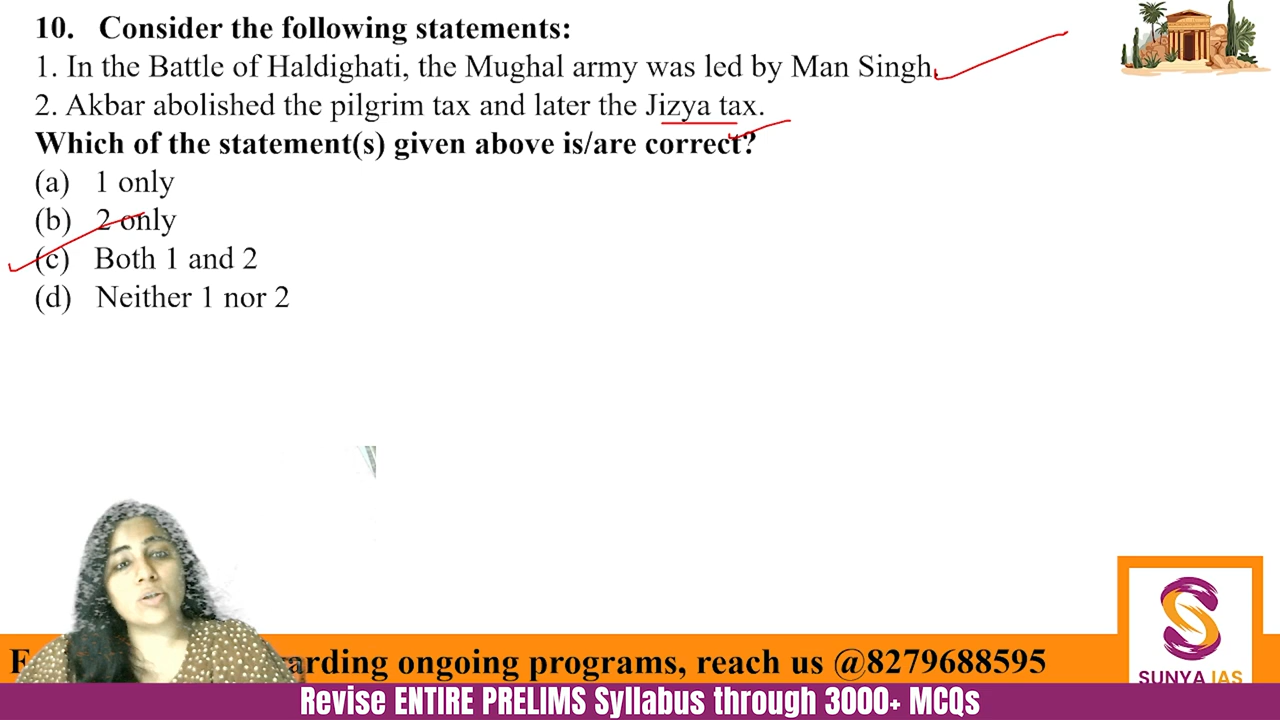 10. Consider the following statements:
1. In the Battle of Haldighati, the Mughal army was led by Man Singh.
2. Akbar abolished the pilgrim tax and later the Jizya tax.
Which of the statement(s) given above is/are correct?
(a) 1 only
(b) 2 only
(c) Both 1 and 2
(d) Neither 1 nor 2
ongoing programs, reach us @8279688595
SUNYA IAS
Revise ENTIRE PRELIMS Syllabus through 3000+ MCQs